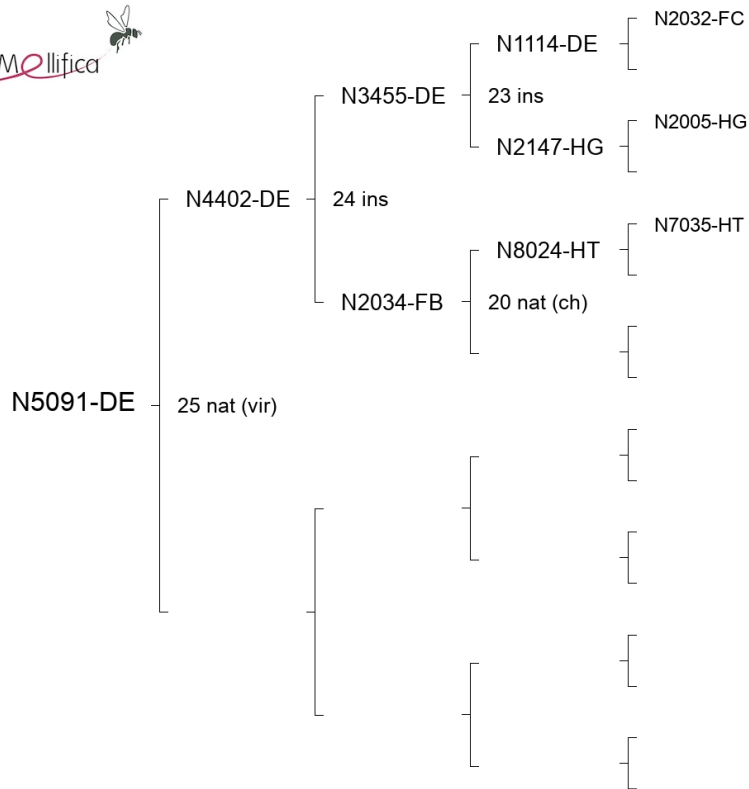 Mellifica
N2032-FC
N1114-DE
N3455-DE
23 ins
N2005-HG
N2147-HG
N4402-DE
24 ins
N7035-HT
N8024-HT
N2034-FB
20 nat (ch)
N5091-DE
25 nat (vir)